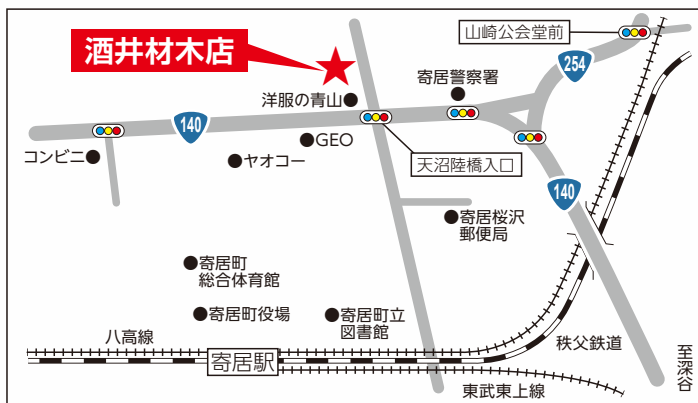 山崎公会堂前
酒井材木店
254
寄居警察署
洋服の青山
140
GEO
コンビニ
ヤオコー
天沼陸橋入口
140
寄居桜沢
郵便局
寄居町
総合体育館
寄居町役場
寄居町立
図書館
八高線
秩父鉄道
至深谷
寄居駅
東武東上線